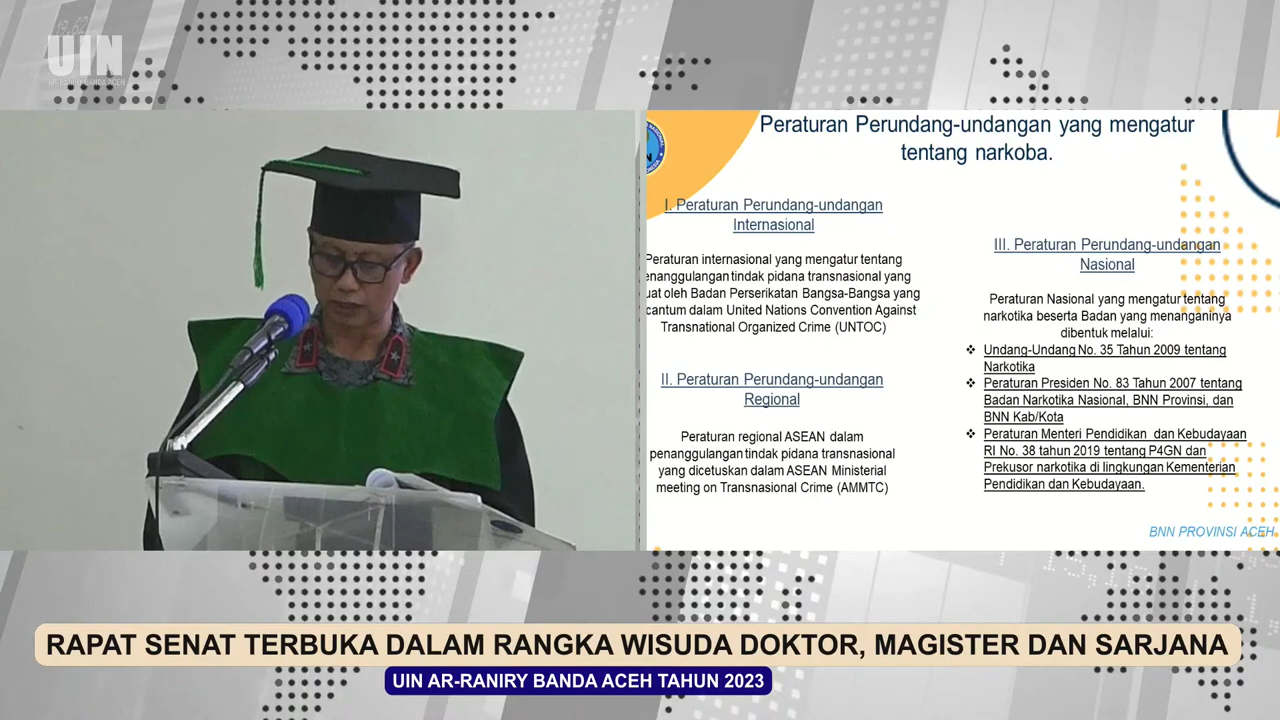 1962
UIN
AR-RANIRY BANDA ACEH
Peraturan Perundang-undangan yang mengatur
tentang narkoba.
I. Peraturan Perundang-undangan
Internasional
Peraturan internasional yang mengatur tentang
enanggulangan tindak pidana transnasional yang
uat oleh Badan Perserikatan Bangsa-Bangsa yang
cantum dalam United Nations Convention Against
Transnational Organized Crime (UNTOC)
II. Peraturan Perundang-undangan
Regional
Peraturan regional ASEAN dalam
penanggulangan tindak pidana transnasional
yang dicetuskan dalam ASEAN Ministerial
meeting on Transnational Crime (AMMTC)
III. Peraturan Perundang-undangan
Nasional
Peraturan Nasional yang mengatur tentang
narkotika beserta Badan yang menanganinya
dibentuk melalui:
❖ Undang-Undang No. 35 Tahun 2009 tentang
Narkotika
❖ Peraturan Presiden No. 83 Tahun 2007 tentang
Badan Narkotika Nasional, BNN Provinsi, dan
BNN Kab/Kota
❖ Peraturan Menteri Pendidikan dan Kebudayaan
RI No. 38 tahun 2019 tentang P4GN dan
Prekusor narkotika di lingkungan Kementerian
Pendidikan dan Kebudayaan.
BNN PROVINSI ACEH
RAPAT SENAT TERBUKA DALAM RANGKA WISUDA DOKTOR, MAGISTER DAN SARJANA
UIN AR-RANIRY BANDA ACEH TAHUN 2023